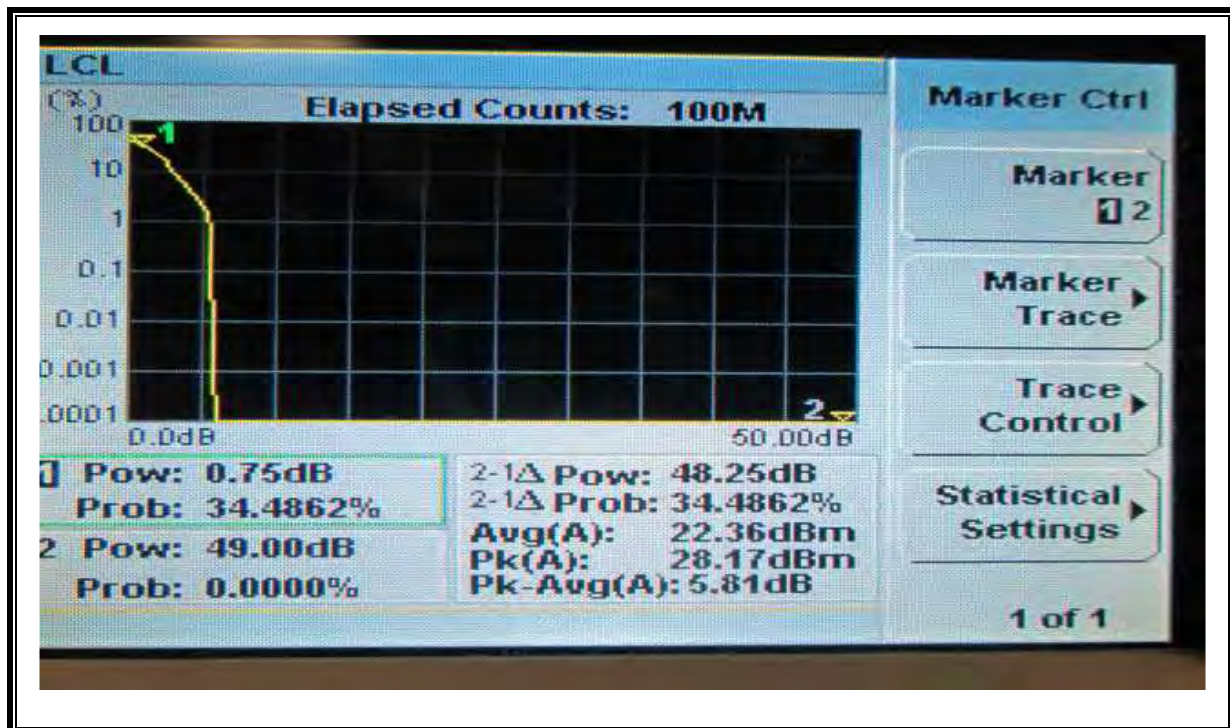 LCL
(%)
Elapsed Counts: 100M
100
1
10
1
0.1
0.01
0.001
.0001
2
0.0dB 50.00dB
1 Pow: 0.75dB
Prob: 34.4862%
2 Pow: 49.00dB
Prob: 0.0000%
2-1Δ Pow: 48.25dB
2-1Δ Prob: 34.4862%
Avg(A): 22.36dBm
Pk(A): 28.17dBm
Pk-Avg(A): 5.81dB
Marker Ctrl
Marker
1 2
Marker
Trace
Trace
Control
Statistical
Settings
1 of 1